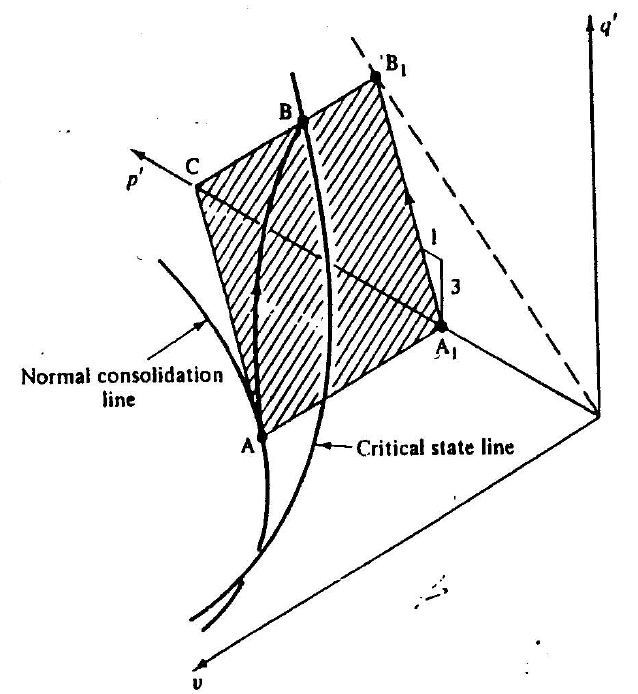 q'
B₁
B
C
p'
1
3
A₁
Normal consolidation
line
A
Critical state line
v